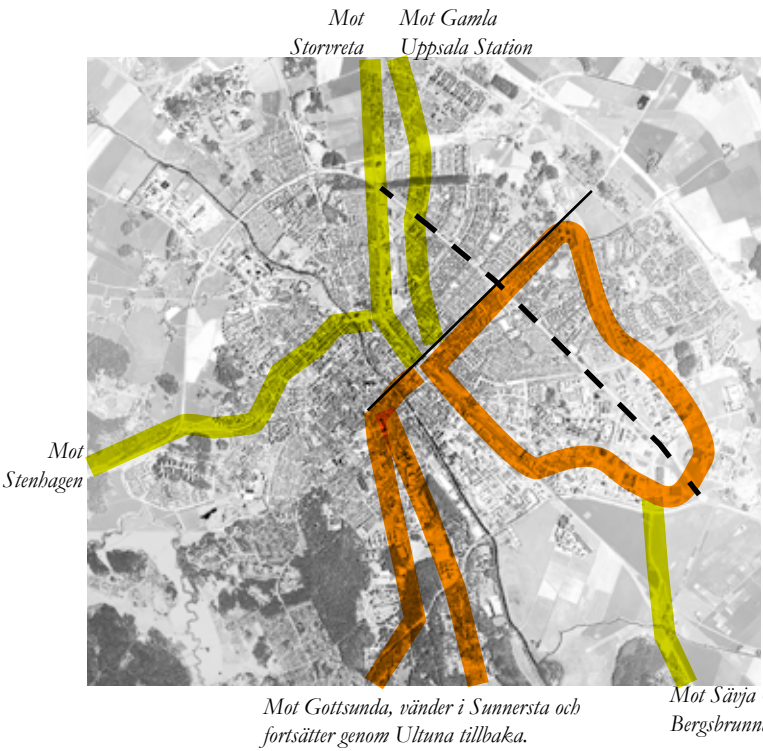 Mot
Storvreta
Mot Gamla
Uppsala Station
Mot
Stenhagen
Mot Gottsunda, vänder i Sunnersta och
fortsätter genom Ultuna tillbaka.
Mot Sävja
Bergsbrunn